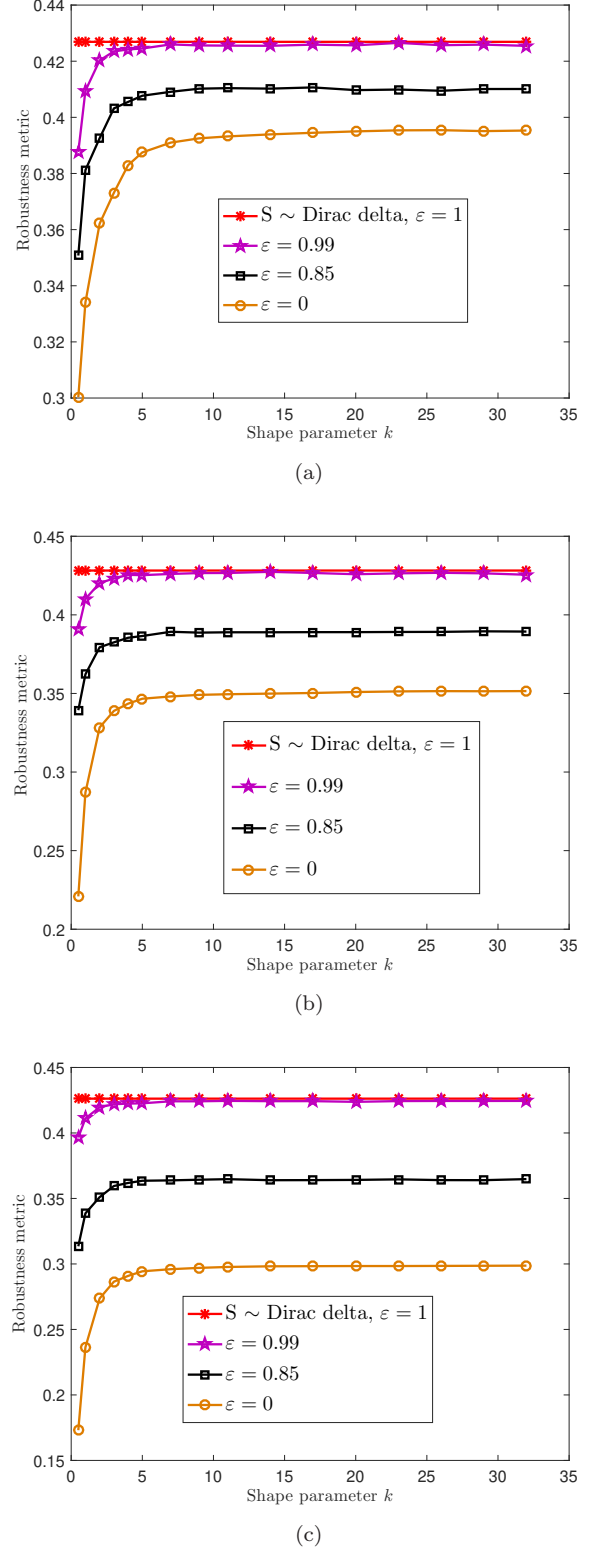 0.44
0.42
0.4
0.38
0.36
0.34
0.32
0.3
Robustness metric
S ∼ Dirac delta, ε = 1
ε = 0.99
ε = 0.85
ε = 0
0 5 10 15 20 25 30 35
Shape parameter k
(a)
0.45
0.4
0.35
0.3
0.25
0.2
Robustness metric
S ∼ Dirac delta, ε = 1
ε = 0.99
ε = 0.85
ε = 0
0 5 10 15 20 25 30 35
Shape parameter k
(b)
0.45
0.4
0.35
0.3
0.25
0.2
0.15
Robustness metric
S ∼ Dirac delta, ε = 1
ε = 0.99
ε = 0.85
ε = 0
0 5 10 15 20 25 30 35
Shape parameter k
(c)